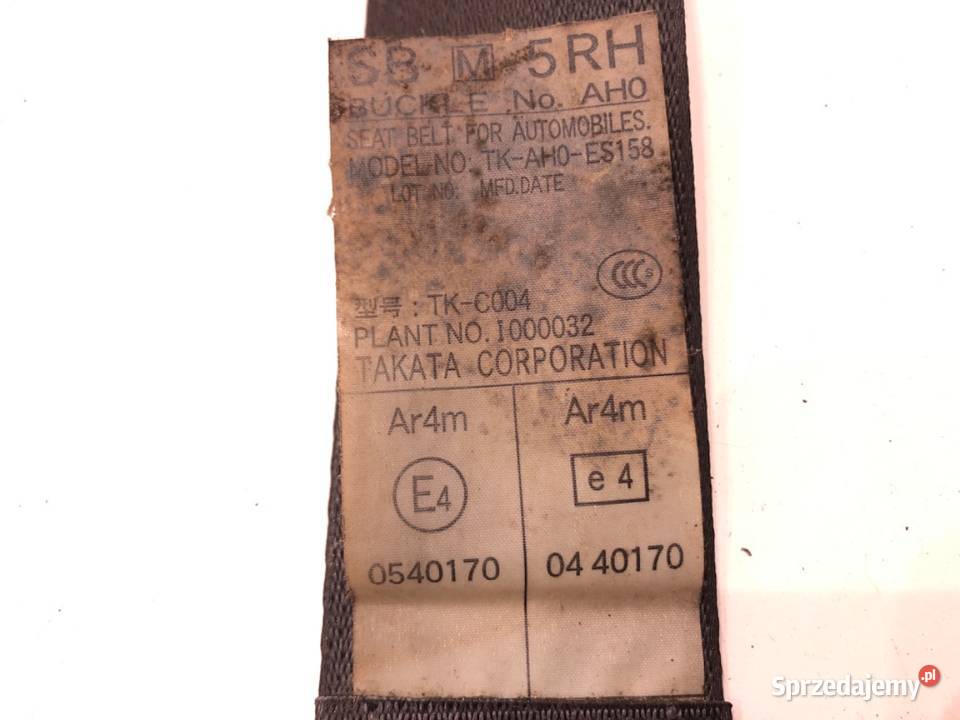 SB M 5RH
BUCKLE No. AH0
SEAT BELT FOR AUTOMOBILES.
MODEL NO. TK-AH0-ES158
LOT NO. MFD.DATE
CCC S
型号 : TK-C004
PLANT NO. I000032
TAKATA CORPORATION
Ar4m Ar4m
E4 e 4
0540170 04 40170
Sprzedajemy.pl